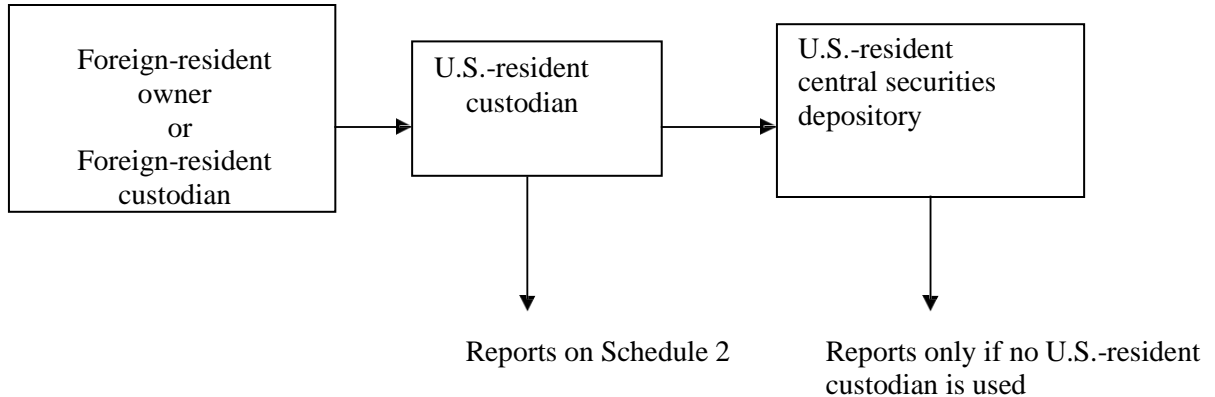 Foreign-resident
owner
or
Foreign-resident
custodian
U.S.-resident
custodian
U.S.-resident
central securities
depository
Reports on Schedule 2
Reports only if no U.S.-resident
custodian is used